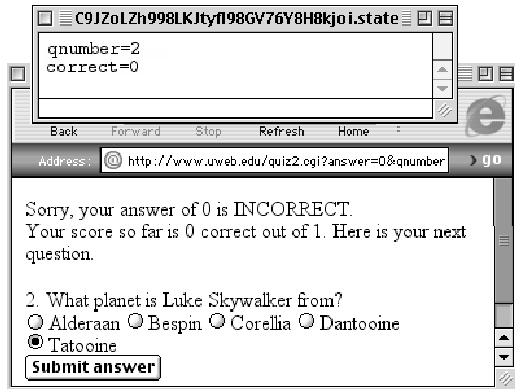 C9JZoLZh998LKJtyfl98GV76Y8H8kjoi.state
qnumber=2
correct=0
Back Forward Stop Refresh Home
Address: @ http://www.uweb.edu/quiz2.cgi?answer=0&qnumber go
Sorry, your answer of 0 is INCORRECT.
Your score so far is 0 correct out of 1. Here is your next
question.
2. What planet is Luke Skywalker from?
Alderaan Bespin Corellia Dantooine
Tatooine
Submit answer